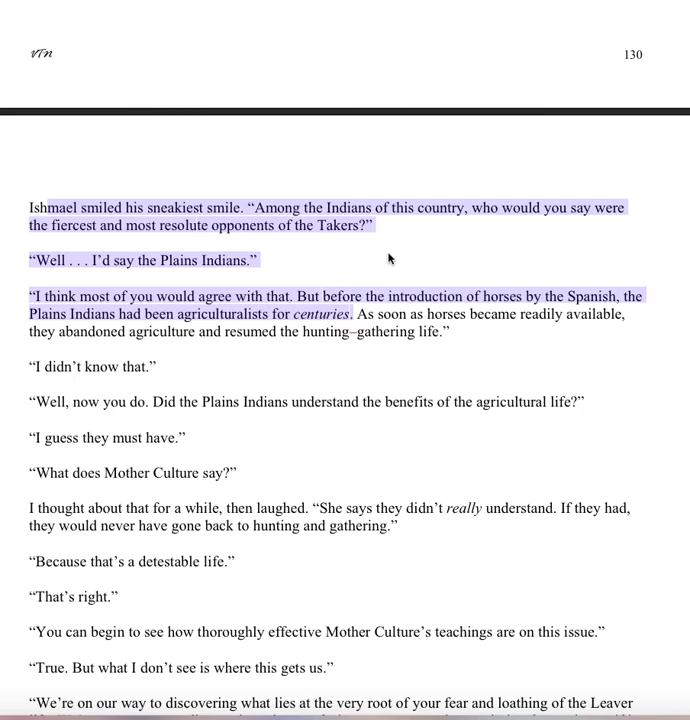 VTN
130
Ishmael smiled his sneakiest smile. “Among the Indians of this country, who would you say were
the fiercest and most resolute opponents of the Takers?”
“Well . . . I’d say the Plains Indians.”
“I think most of you would agree with that. But before the introduction of horses by the Spanish, the
Plains Indians had been agriculturalists for centuries. As soon as horses became readily available,
they abandoned agriculture and resumed the hunting–gathering life.”
“I didn’t know that.”
“Well, now you do. Did the Plains Indians understand the benefits of the agricultural life?”
“I guess they must have.”
“What does Mother Culture say?”
I thought about that for a while, then laughed. “She says they didn’t really understand. If they had,
they would never have gone back to hunting and gathering.”
“Because that’s a detestable life.”
“That’s right.”
“You can begin to see how thoroughly effective Mother Culture’s teachings are on this issue.”
“True. But what I don’t see is where this gets us.”
“We’re on our way to discovering what lies at the very root of your fear and loathing of the Leaver